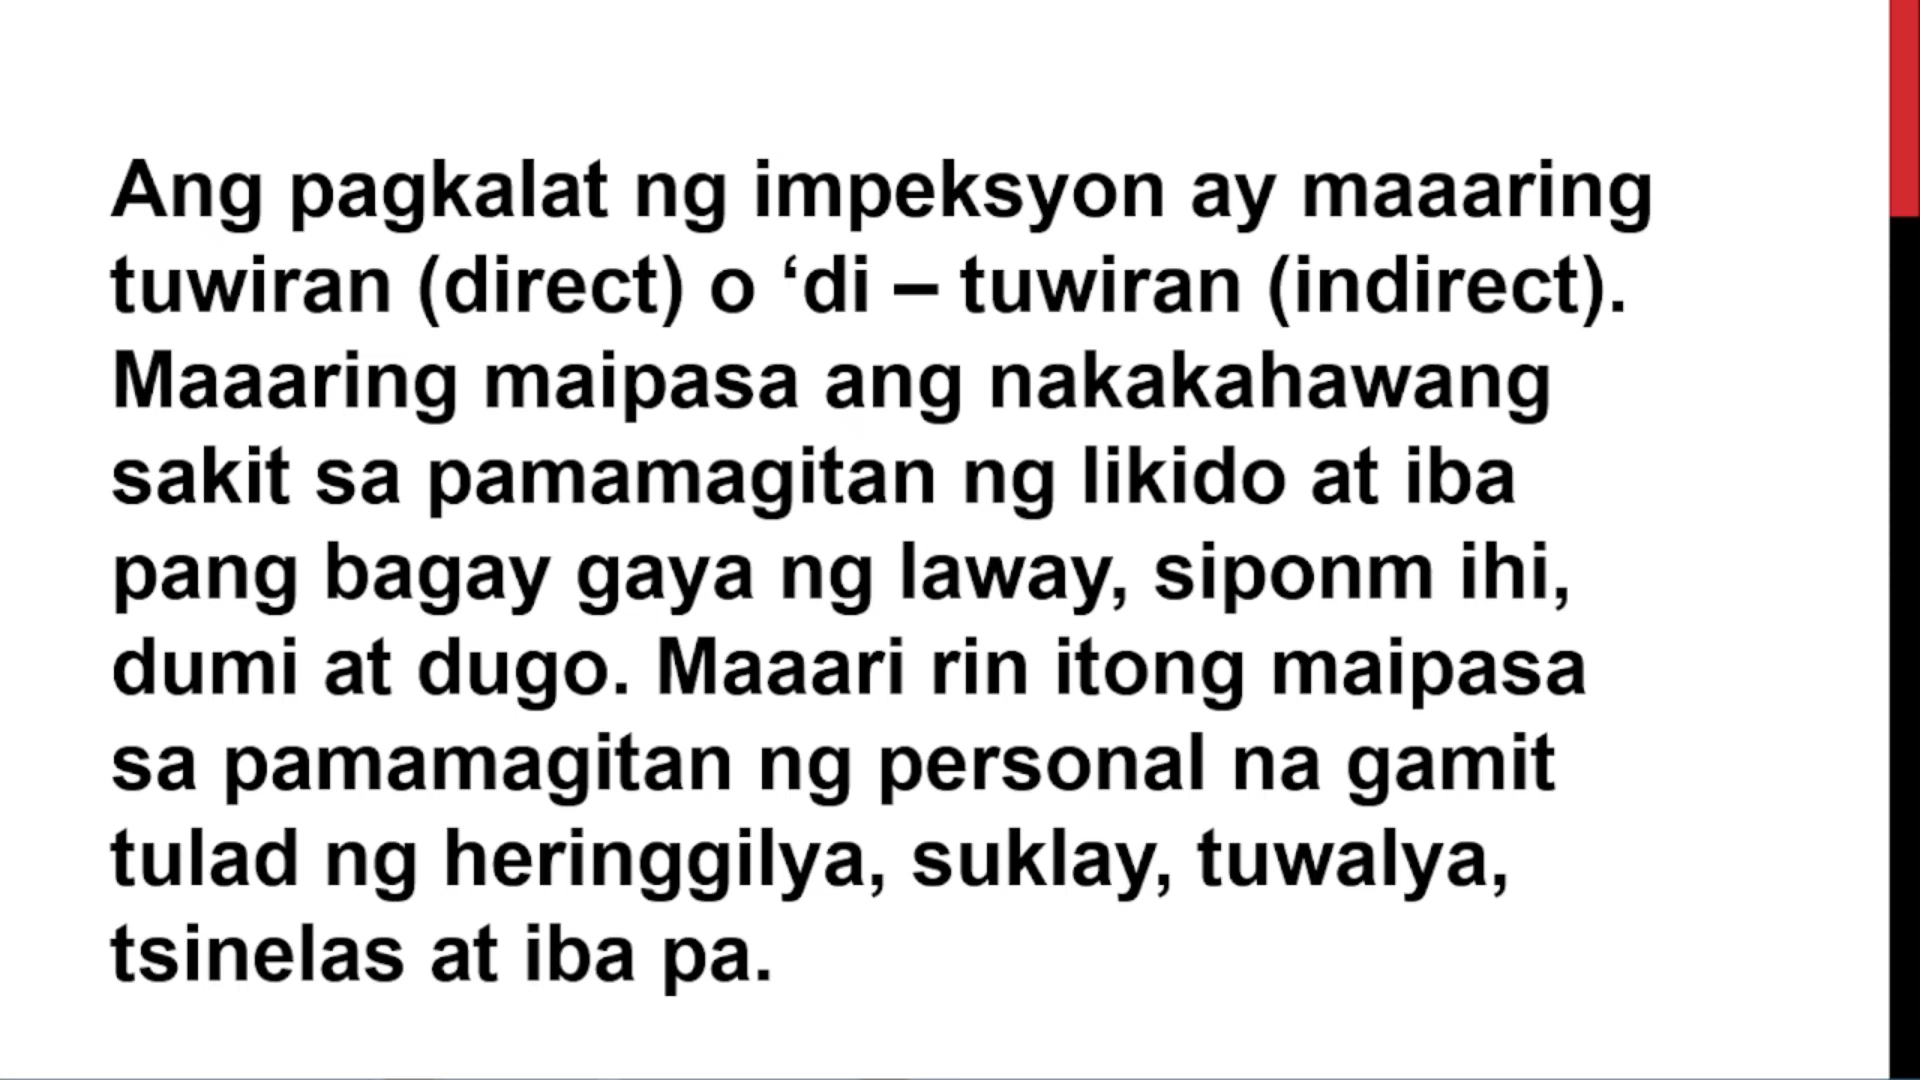 Ang pagkalat ng impeksyon ay maaaring
tuwiran (direct) o ‘di – tuwiran (indirect).
Maaaring maipasa ang nakakahawang
sakit sa pamamagitan ng likido at iba
pang bagay gaya ng laway, siponm ihi,
dumi at dugo. Maaari rin itong maipasa
sa pamamagitan ng personal na gamit
tulad ng heringgilya, suklay, tuwalya,
tsinelas at iba pa.